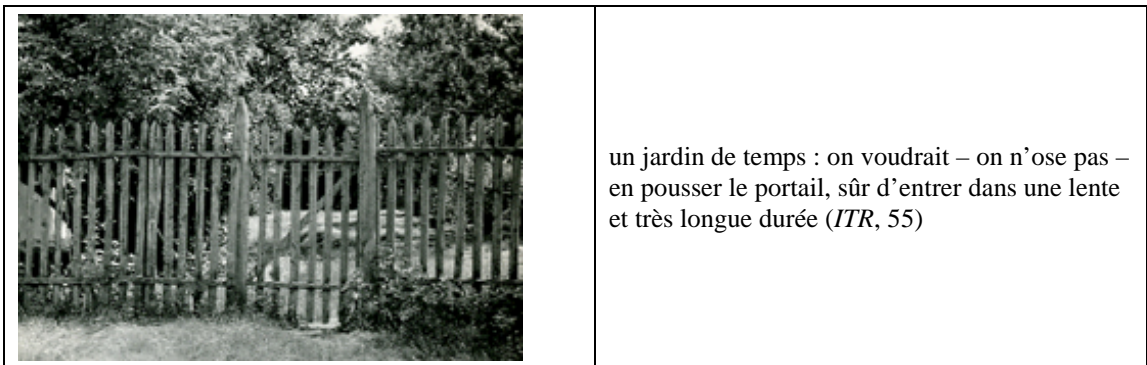 un jardin de temps : on voudrait – on n’ose pas –
en pousser le portail, sûr d’entrer dans une lente
et très longue durée (ITR, 55)